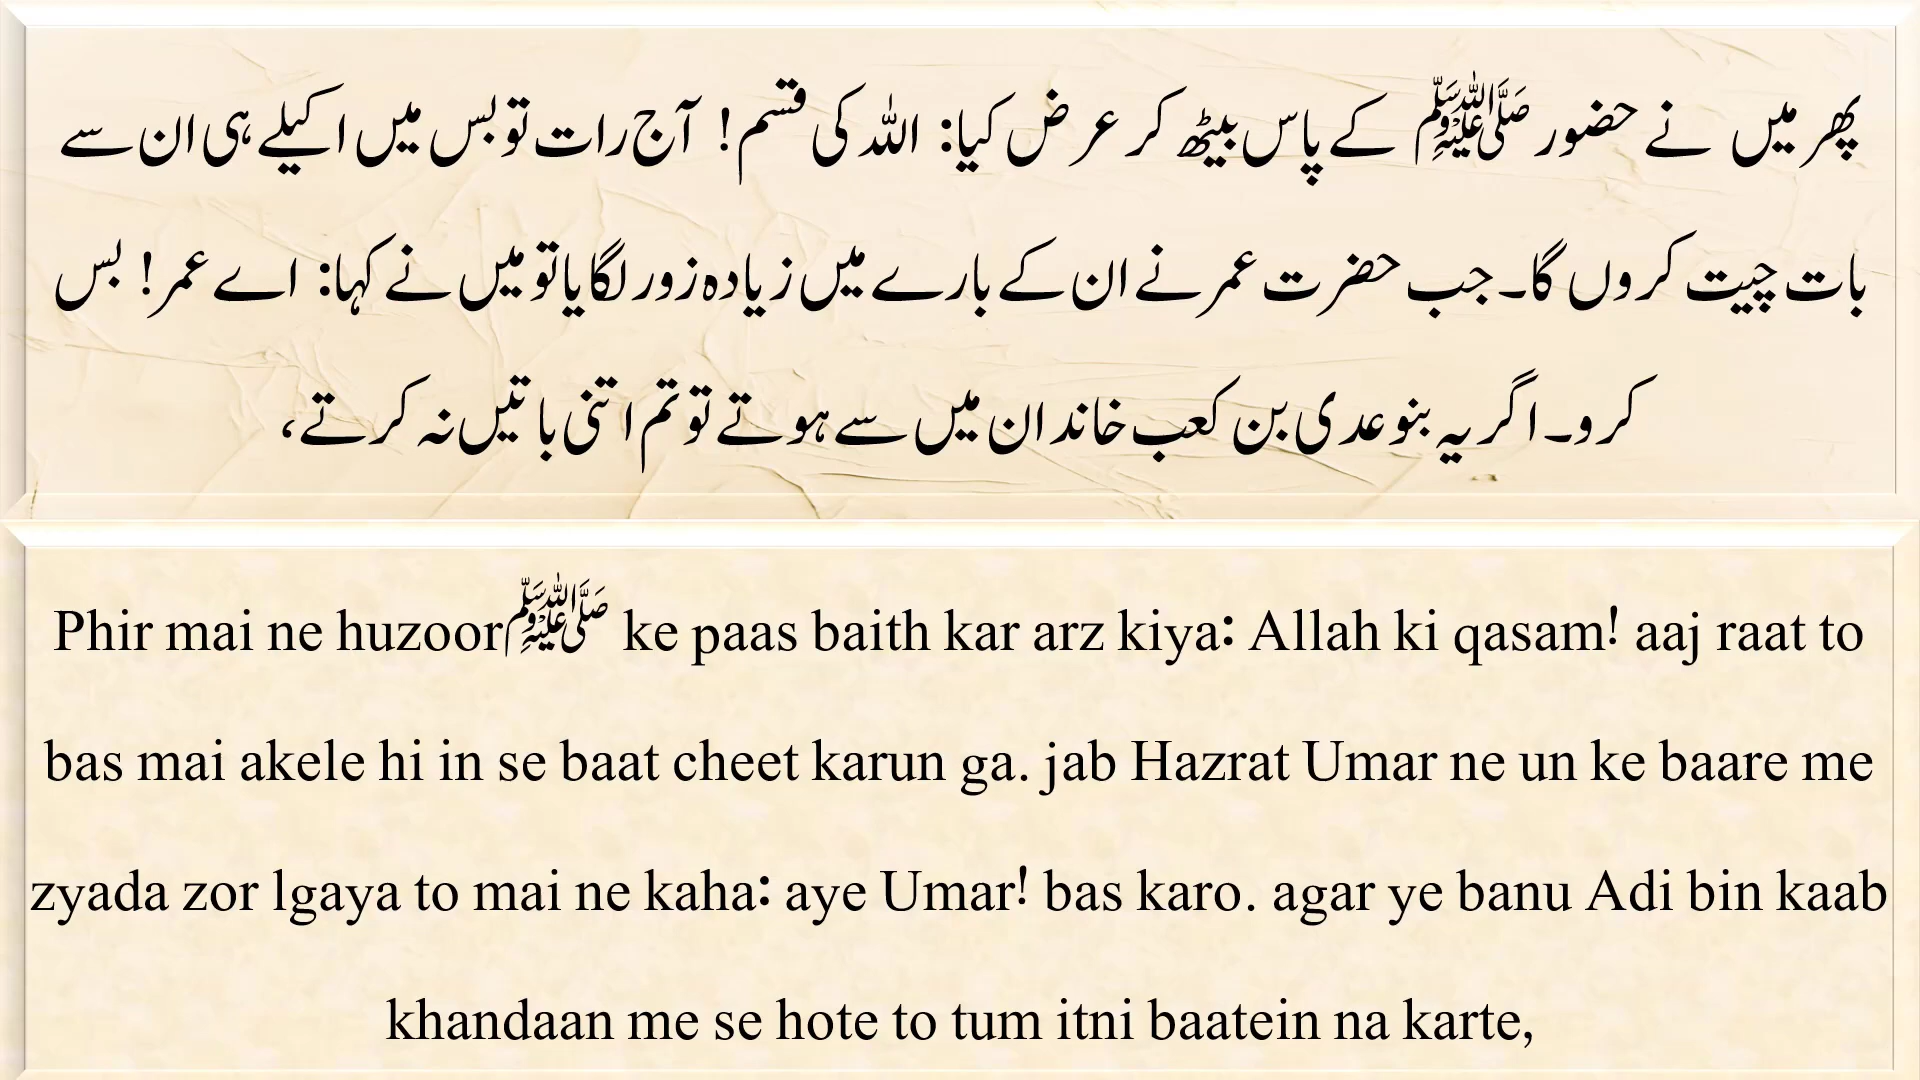 پھر میں نے حضورﷺ کے پاس بیٹھ کر عرض کیا: اللہ کی قسم! آج رات تو بس میں اکیلے ہی ان سے
بات چیت کروں گا۔ جب حضرت عمر نے ان کے بارے میں زیادہ زور لگایا تو میں نے کہا: اے عمر! بس
کرو۔ اگر یہ بنو عدی بن کعب خاندان میں سے ہوتے تو تم اتنی باتیں نہ کرتے،
Phir mai ne huzoorﷺ ke paas baith kar arz kiya: Allah ki qasam! aaj raat to
bas mai akele hi in se baat cheet karun ga. jab Hazrat Umar ne un ke baare me
zyada zor lgaya to mai ne kaha: aye Umar! bas karo. agar ye banu Adi bin kaab
khandaan me se hote to tum itni baatein na karte,